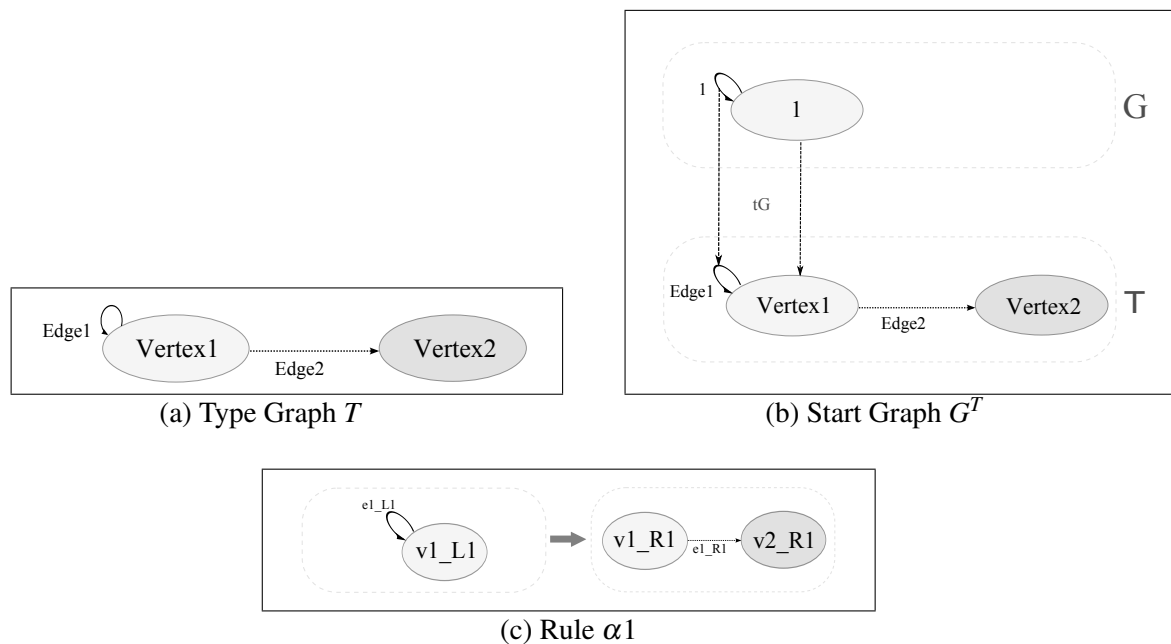 1
1
G
tG
Edge1
Vertex1
Edge2
Vertex2
T
Edge1
Vertex1
Edge2
Vertex2
(a) Type Graph T
(b) Start Graph G^T
e1_L1
v1_L1
v1_R1
e1_R1
v2_R1
(c) Rule α1